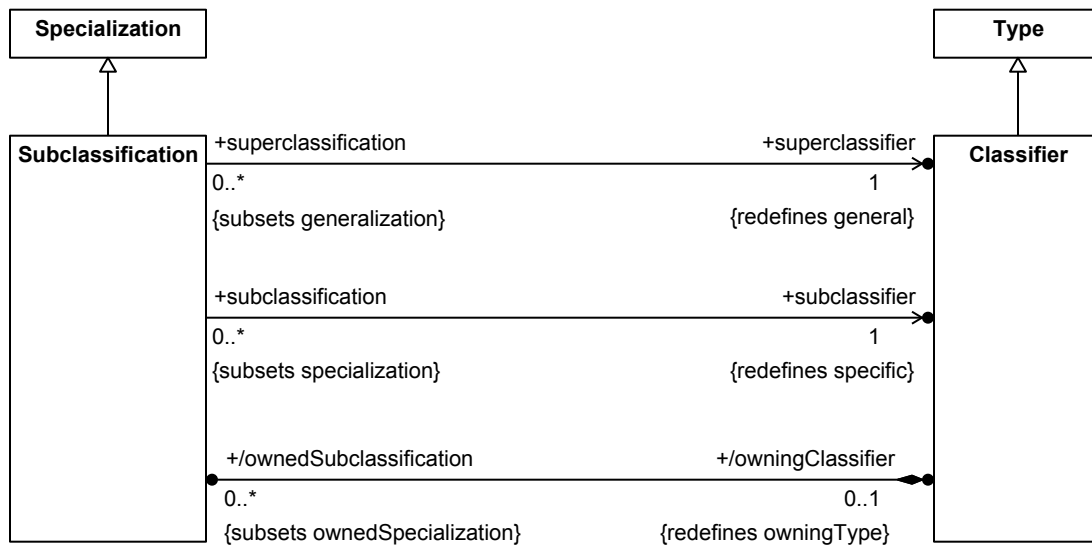 Specialization
Type
Subclassification
Classifier
+superclassification
+superclassifier
0..*
1
{subsets generalization}
{redefines general}
+subclassification
+subclassifier
0..*
1
{subsets specialization}
{redefines specific}
+/ownedSubclassification
+/owningClassifier
0..*
0..1
{subsets ownedSpecialization}
{redefines owningType}